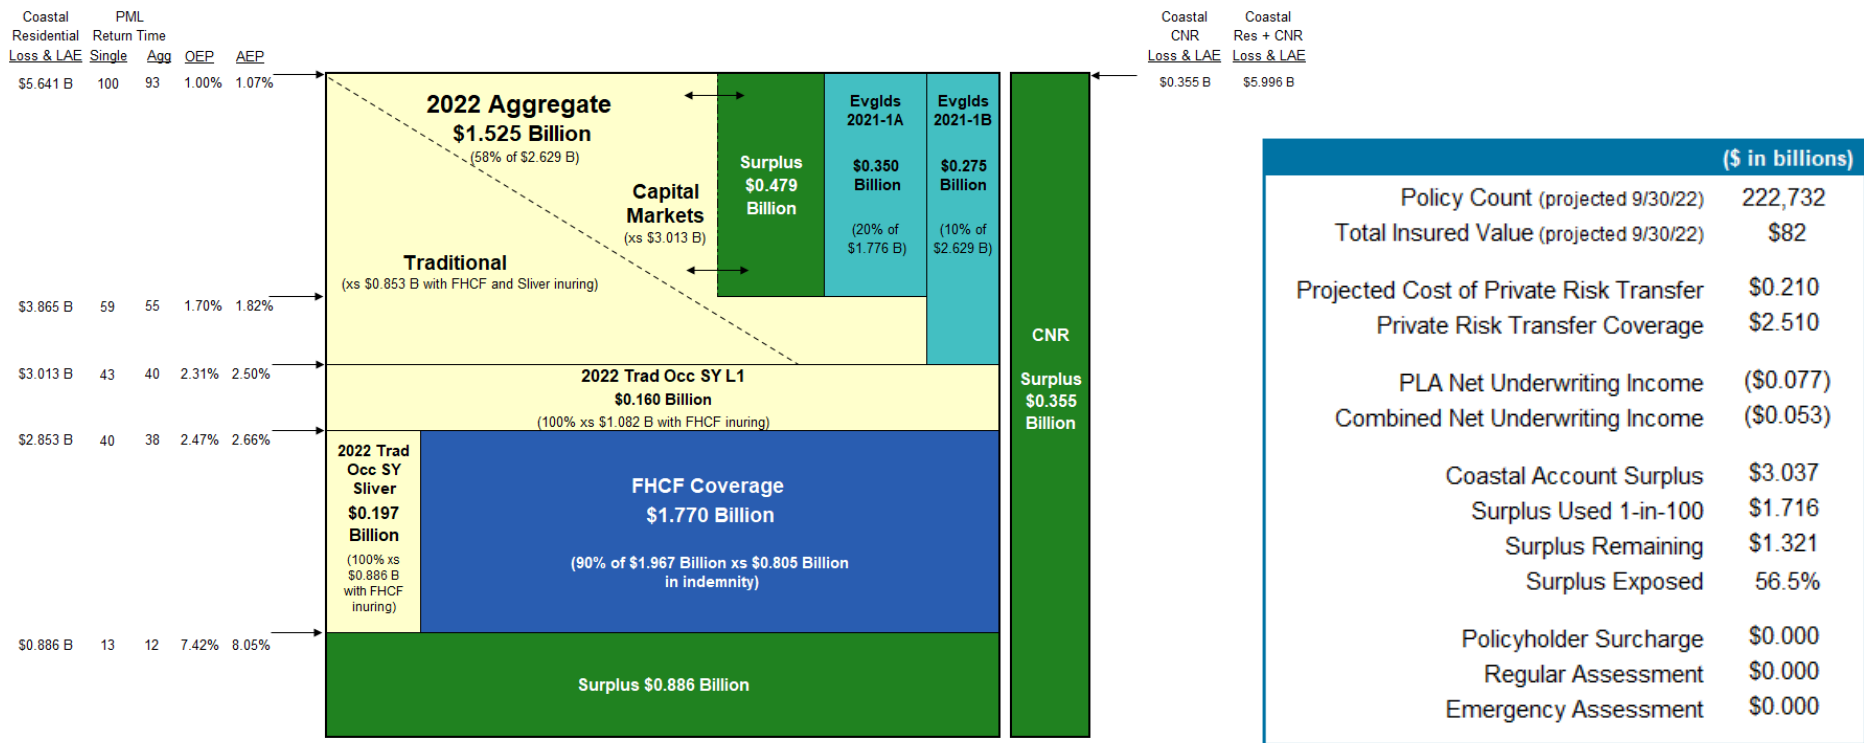 Coastal PML
Residential Return Time
Loss & LAE Single Agg OEP AEP
$5.641 B 100 93 1.00% 1.07%
$3.865 B 59 55 1.70% 1.82%
$3.013 B 43 40 2.31% 2.50%
$2.853 B 40 38 2.47% 2.66%
$0.886 B 13 12 7.42% 8.05%
2022 Aggregate
$1.525 Billion
(58% of $2.629 B)
Capital
Markets
(xs $3.013 B)
Traditional
(xs $0.853 B with FHCF and Sliver inuring)
Surplus
$0.479
Billion
Evglds
2021-1A
$0.350
Billion
(20% of
$1.776 B)
Evglds
2021-1B
$0.275
Billion
(10% of
$2.629 B)
2022 Trad Occ SY L1
$0.160 Billion
(100% xs $1.082 B with FHCF inuring)
2022 Trad
Occ SY
Sliver
$0.197
Billion
(100% xs
$0.886 B
with FHCF
inuring)
FHCF Coverage
$1.770 Billion
(90% of $1.967 Billion xs $0.805 Billion
in indemnity)
Surplus $0.886 Billion
CNR
Surplus
$0.355
Billion
Coastal Coastal
CNR Res + CNR
Loss & LAE Loss & LAE
$0.355 B $5.996 B
($ in billions)
Policy Count (projected 9/30/22) 222,732
Total Insured Value (projected 9/30/22) $82
Projected Cost of Private Risk Transfer $0.210
Private Risk Transfer Coverage $2.510
PLA Net Underwriting Income ($0.077)
Combined Net Underwriting Income ($0.053)
Coastal Account Surplus $3.037
Surplus Used 1-in-100 $1.716
Surplus Remaining $1.321
Surplus Exposed 56.5%
Policyholder Surcharge $0.000
Regular Assessment $0.000
Emergency Assessment $0.000